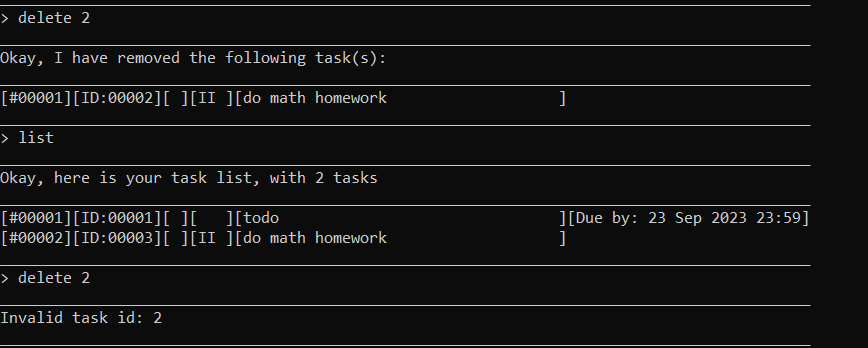 > delete 2
Okay, I have removed the following task(s):
[#00001][ID:00002][ ][II ][do math homework                   ]
> list
Okay, here is your task list, with 2 tasks
[#00001][ID:00001][ ][   ][todo                               ][Due by: 23 Sep 2023 23:59]
[#00002][ID:00003][ ][II ][do math homework                   ]
> delete 2
Invalid task id: 2